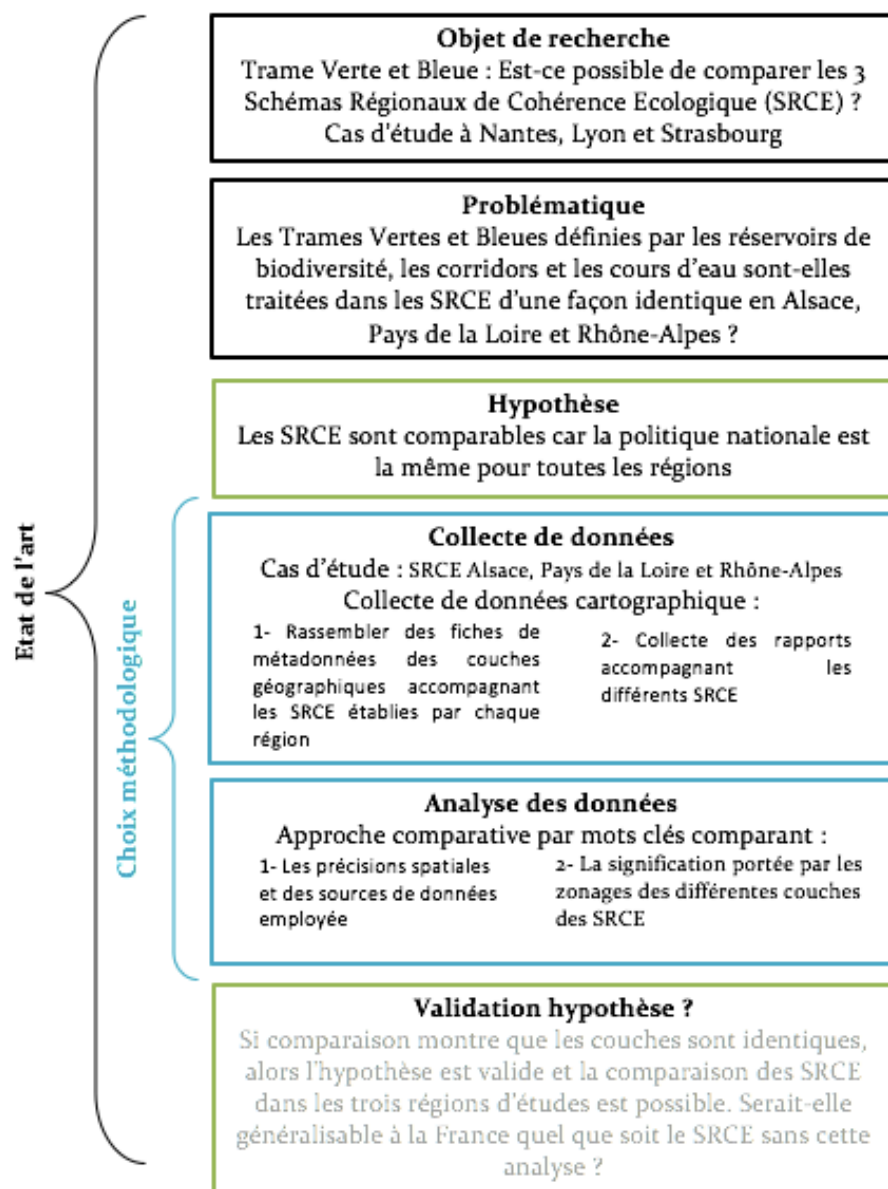 Objet de recherche
Trame Verte et Bleue : Est-ce possible de comparer les 3
Schémas Régionaux de Cohérence Ecologique (SRCE) ?
Cas d'étude à Nantes, Lyon et Strasbourg
Problématique
Les Trames Vertes et Bleues définies par les réservoirs de
biodiversité, les corridors et les cours d'eau sont-elles
traitées dans les SRCE d'une façon identique en Alsace,
Pays de la Loire et Rhône-Alpes ?
Hypothèse
Les SRCE sont comparables car la politique nationale est
la même pour toutes les régions
Etat de l'art
Choix méthodologique
Collecte de données
Cas d'étude : SRCE Alsace, Pays de la Loire et Rhône-Alpes
Collecte de données cartographique :
1- Rassembler des fiches de
métadonnées des couches
géographiques accompagnant
les SRCE établies par chaque
région
2- Collecte des rapports
accompagnant les
différents SRCE
Analyse des données
Approche comparative par mots clés comparant :
1- Les précisions spatiales
et des sources de données
employée
2- La signification portée par les
zonages des différentes couches
des SRCE
Validation hypothèse ?
Si comparaison montre que les couches sont identiques,
alors l'hypothèse est valide et la comparaison des SRCE
dans les trois régions d'études est possible. Serait-elle
généralisable à la France quel que soit le SRCE sans cette
analyse ?